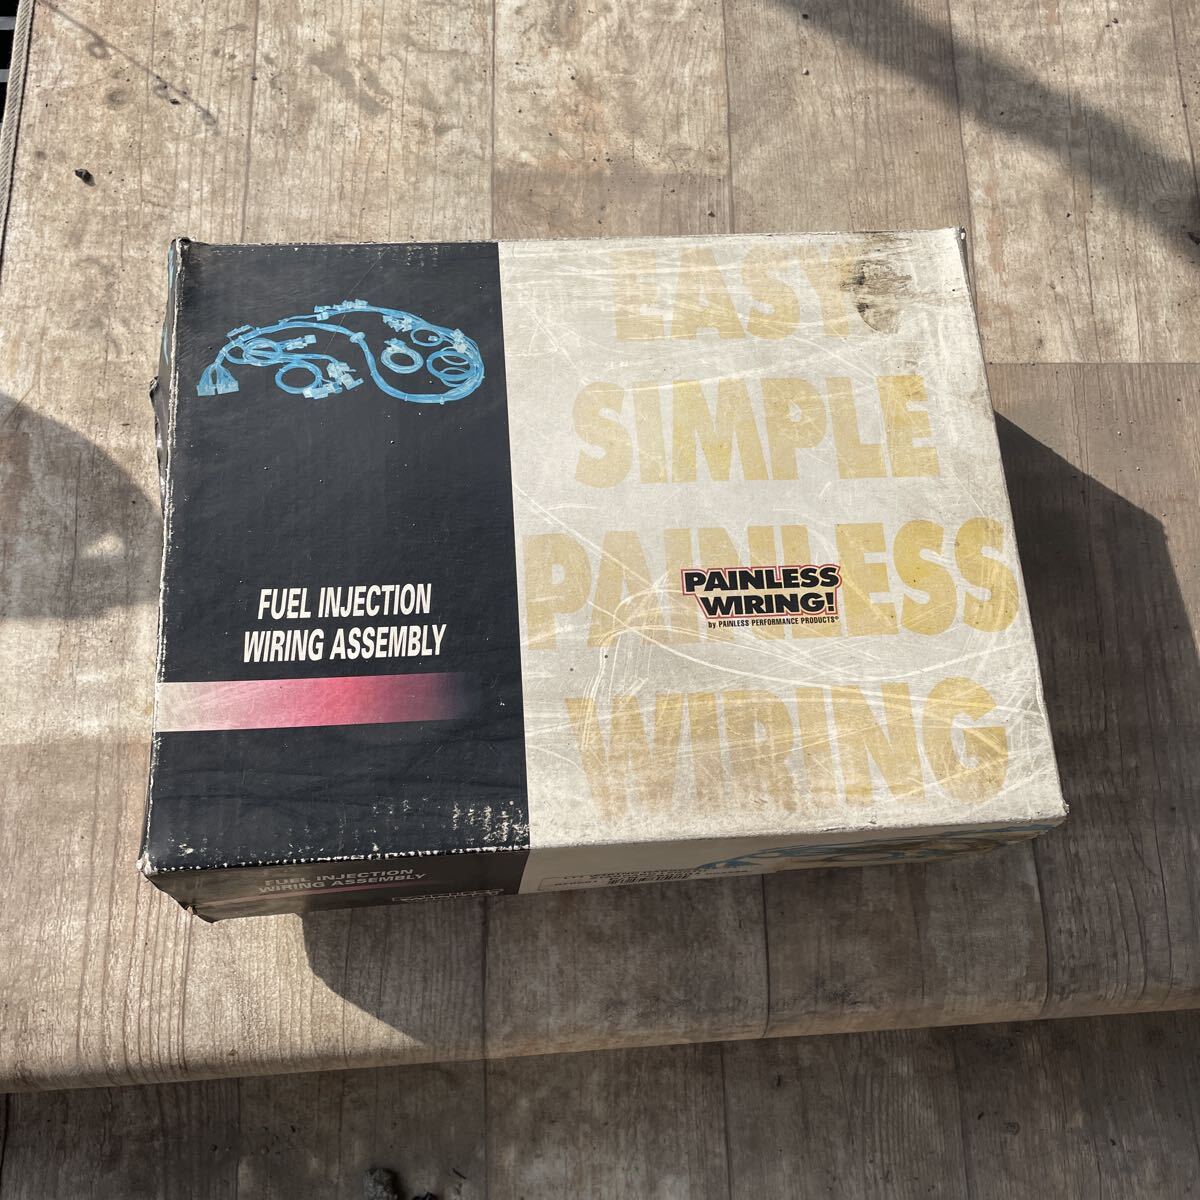 FUEL INJECTION
WIRING ASSEMBLY
EASY
SIMPLE
PAINLESS
WIRING
PAINLESS
WIRING!
by PAINLESS PERFORMANCE PRODUCTS®
FUEL INJECTION
WIRING ASSEMBLY